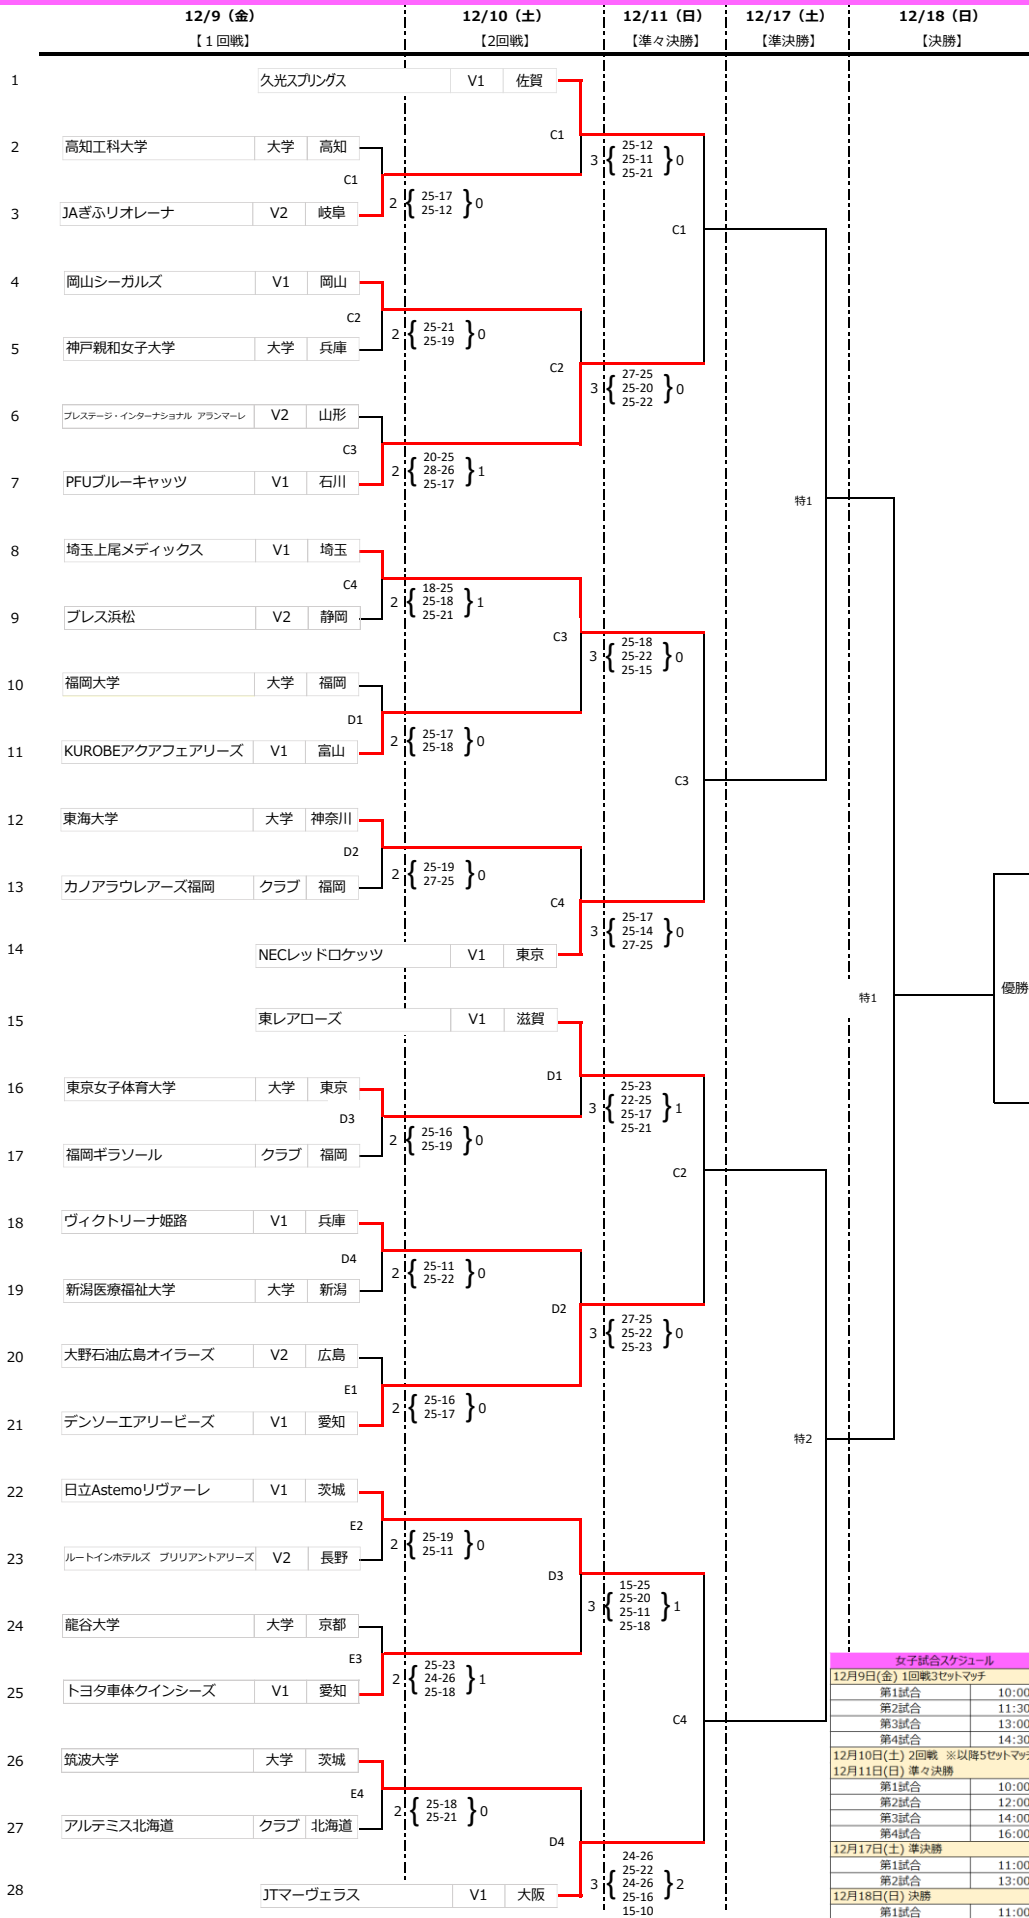 12/9（金） 12/10（土） 12/11（日） 12/17（土） 12/18（日）
【１回戦】 【2回戦】 【準々決勝】 【準決勝】 【決勝】
1 久光スプリングス V1 佐賀
C1
2 高知工科大学 大学 高知
3 { 25-12 25-11 25-21 } 0
C1
3 JAぎふリオレーナ V2 岐阜
2 { 25-17 25-12 } 0
C1
4 岡山シーガルズ V1 岡山
C2
2 { 25-21 25-19 } 0
5 神戸親和女子大学 大学 兵庫
C2
3 { 27-25 25-20 25-22 } 0
6 プレステージ・インターナショナル アランマーレ V2 山形
C3
2 { 20-25 28-26 25-17 } 1
7 PFUブルーキャッツ V1 石川
特1
8 埼玉上尾メディックス V1 埼玉
C4
2 { 18-25 25-18 25-21 } 1
9 ブレス浜松 V2 静岡
C3
3 { 25-18 25-22 25-15 } 0
10 福岡大学 大学 福岡
D1
2 { 25-17 25-18 } 0
11 KUROBEアクアフェアリーズ V1 富山
C3
12 東海大学 大学 神奈川
D2
2 { 25-19 27-25 } 0
13 カノアラウレアーズ福岡 クラブ 福岡
C4
3 { 25-17 25-14 27-25 } 0
14 NECレッドロケッツ V1 東京
優勝
特1
15 東レアローズ V1 滋賀
D1
16 東京女子体育大学 大学 東京
3 { 25-23 22-25 25-17 25-21 } 1
D3
2 { 25-16 25-19 } 0
17 福岡ギラソール クラブ 福岡
C2
18 ヴィクトリーナ姫路 V1 兵庫
D4
2 { 25-11 25-22 } 0
19 新潟医療福祉大学 大学 新潟
D2
3 { 27-25 25-22 25-23 } 0
20 大野石油広島オイラーズ V2 広島
E1
2 { 25-16 25-17 } 0
21 デンソーエアリービーズ V1 愛知
特2
22 日立Astemoリヴァーレ V1 茨城
E2
2 { 25-19 25-11 } 0
23 ルートインホテルズ ブリリアントアリーズ V2 長野
D3
3 { 15-25 25-20 25-11 25-18 } 1
24 龍谷大学 大学 京都
E3
2 { 25-23 24-26 25-18 } 1
25 トヨタ車体クインシーズ V1 愛知
C4
26 筑波大学 大学 茨城
E4
2 { 25-18 25-21 } 0
27 アルテミス北海道 クラブ 北海道
D4
3 { 24-26 25-22 24-26 25-16 15-10 } 2
28 JTマーヴェラス V1 大阪
女子試合スケジュール
12月9日(金) 1回戦3セットマッチ
第1試合 10:00
第2試合 11:30
第3試合 13:00
第4試合 14:30
12月10日(土) 2回戦 ※以降5セットマッチ
12月11日(日) 準々決勝
第1試合 10:00
第2試合 12:00
第3試合 14:00
第4試合 16:00
12月17日(土) 準決勝
第1試合 11:00
第2試合 13:00
12月18日(日) 決勝
第1試合 11:00